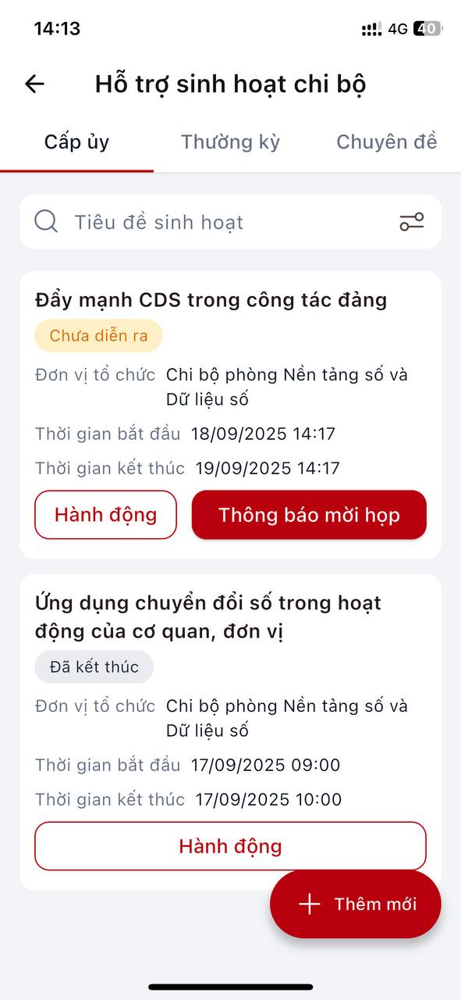 14:13
4G 40
Hỗ trợ sinh hoạt chi bộ
Cấp ủy Thường kỳ Chuyên đề
Tiêu đề sinh hoạt
Đẩy mạnh CDS trong công tác đảng
Chưa diễn ra
Đơn vị tổ chức Chi bộ phòng Nền tảng số và
Dữ liệu số
Thời gian bắt đầu 18/09/2025 14:17
Thời gian kết thúc 19/09/2025 14:17
Hành động Thông báo mời họp
Ứng dụng chuyển đổi số trong hoạt
động của cơ quan, đơn vị
Đã kết thúc
Đơn vị tổ chức Chi bộ phòng Nền tảng số và
Dữ liệu số
Thời gian bắt đầu 17/09/2025 09:00
Thời gian kết thúc 17/09/2025 10:00
Hành động
Thêm mới